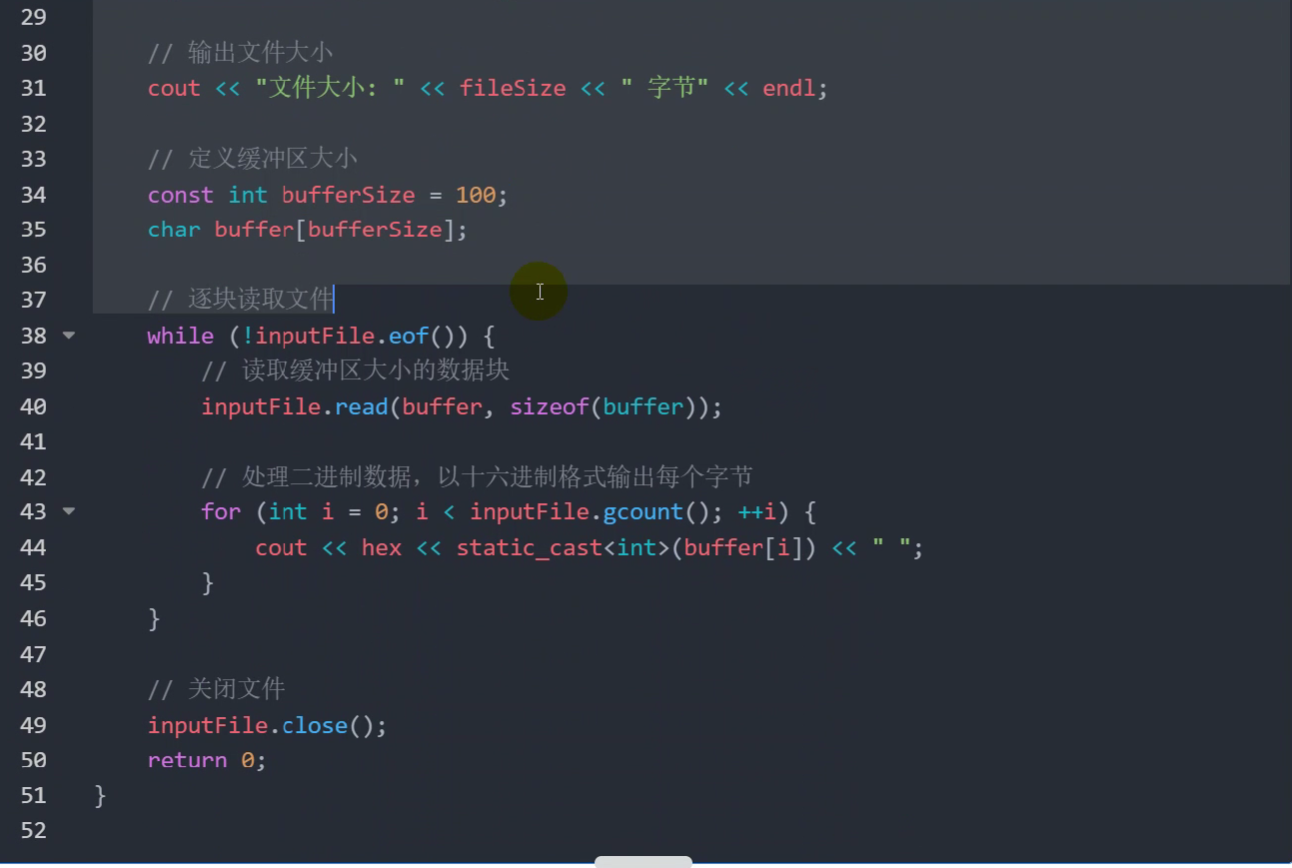 29
30 // 输出文件大小
31 cout << "文件大小: " << fileSize << " 字节" << endl;
32
33 // 定义缓冲区大小
34 const int bufferSize = 100;
35 char buffer[bufferSize];
36
37 // 逐块读取文件
38 while (!inputFile.eof()) {
39 // 读取缓冲区大小的数据块
40 inputFile.read(buffer, sizeof(buffer));
41
42 // 处理二进制数据，以十六进制格式输出每个字节
43 for (int i = 0; i < inputFile.gcount(); ++i) {
44 cout << hex << static_cast<int>(buffer[i]) << " ";
45 }
46 }
47
48 // 关闭文件
49 inputFile.close();
50 return 0;
51 }
52